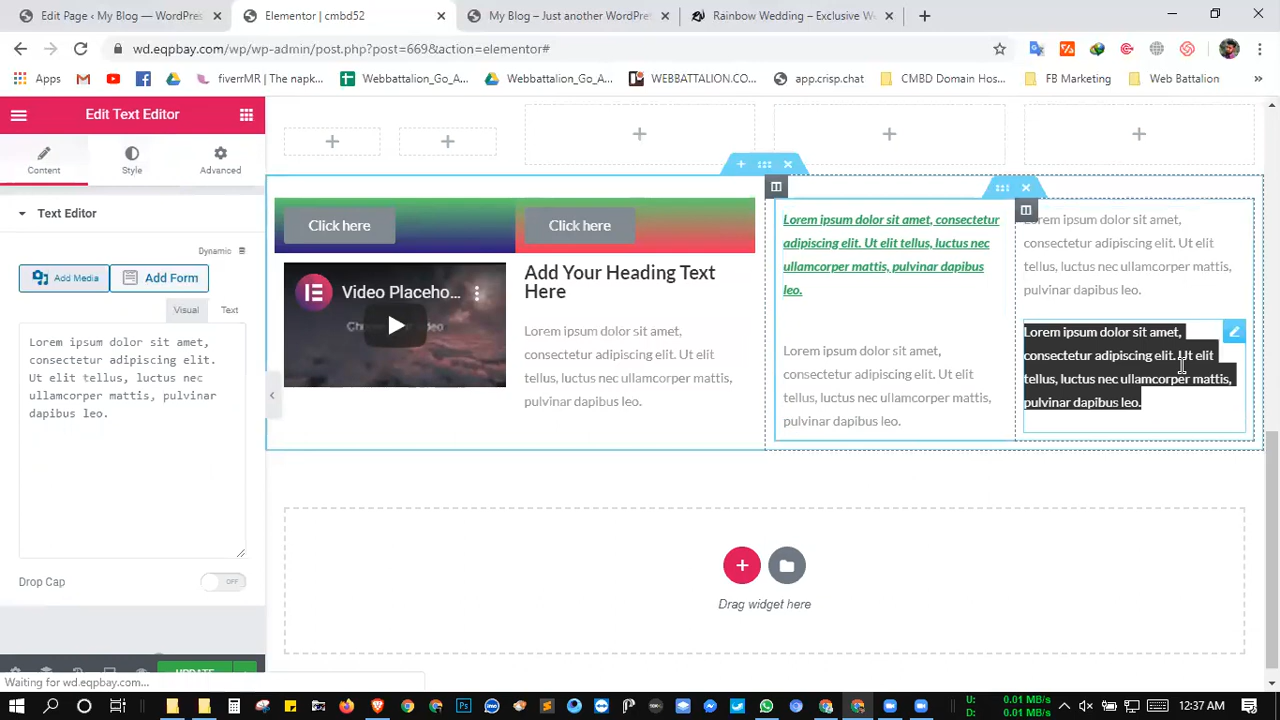 Edit Page ‹ My Blog — WordPres
Elementor | cmbd52
My Blog – Just another WordPres
Rainbow Wedding – Exclusive W
wd.eqpbay.com/wp/wp-admin/post.php?post=669&action=elementor#
Apps
fiverrMR | The napk...
Webbattalion_Go_A...
Webbattalion_Go_A...
WEBBATTALION.CO...
app.crisp.chat
CMBD Domain Hos...
FB Marketing
Web Battalion
Edit Text Editor
Content
Style
Advanced
Text Editor
Dynamic
Add Media
Add Form
Visual
Text
Lorem ipsum dolor sit amet,
consectetur adipiscing elit.
Ut elit tellus, luctus nec
ullamcorper mattis, pulvinar
dapibus leo.
Drop Cap
OFF
UPDATE
Waiting for wd.eqpbay.com...
Click here
Click here
Video Placeho...
Add Your Heading Text
Here
Lorem ipsum dolor sit amet,
consectetur adipiscing elit. Ut elit
tellus, luctus nec ullamcorper mattis,
pulvinar dapibus leo.
Lorem ipsum dolor sit amet, consectetur
adipiscing elit. Ut elit tellus, luctus nec
ullamcorper mattis, pulvinar dapibus
leo.
Lorem ipsum dolor sit amet,
consectetur adipiscing elit. Ut elit
tellus, luctus nec ullamcorper mattis,
pulvinar dapibus leo.
Lorem ipsum dolor sit amet,
consectetur adipiscing elit. Ut elit
tellus, luctus nec ullamcorper mattis,
pulvinar dapibus leo.
Lorem ipsum dolor sit amet,
consectetur adipiscing elit. Ut elit
tellus, luctus nec ullamcorper mattis,
pulvinar dapibus leo.
Drag widget here
U: 0.01 MB/s
D: 0.01 MB/s
12:37 AM